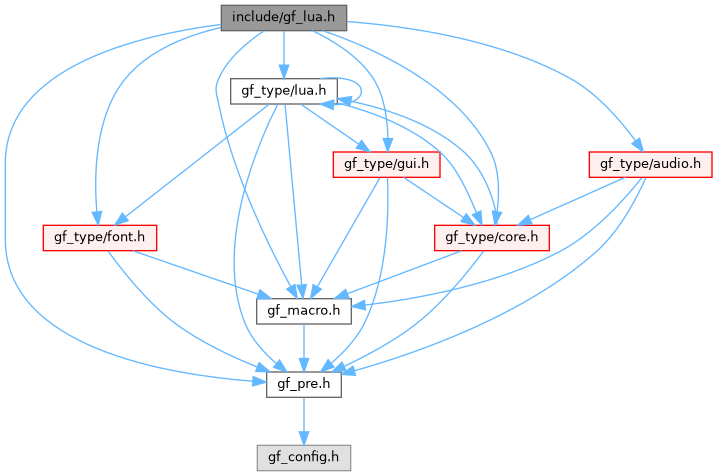 include/gf_lua.h
gf_type/lua.h
gf_type/gui.h
gf_type/audio.h
gf_type/font.h
gf_type/core.h
gf_macro.h
gf_pre.h
gf_config.h